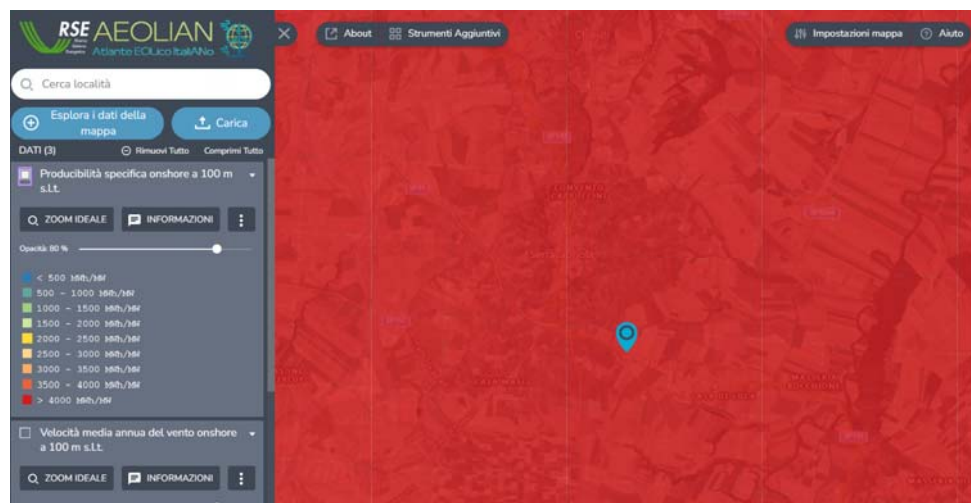 RSE AEOLIAN
Atlante EOLico ItaliANo
About
Strumenti Aggiuntivi
Impostazioni mappa
Aiuto
Cerca località
Esplora i dati della
mappa
Carica
DATI (3)
Rimuovi Tutto
Comprimi Tutto
Producibilità specifica onshore a 100 m
s.l.t.
ZOOM IDEALE
INFORMAZIONI
Opacità: 80 %
< 500 MWh/MW
500 - 1000 MWh/MW
1000 - 1500 MWh/MW
1500 - 2000 MWh/MW
2000 - 2500 MWh/MW
2500 - 3000 MWh/MW
3000 - 3500 MWh/MW
3500 - 4000 MWh/MW
> 4000 MWh/MW
Velocità media annua del vento onshore
a 100 m s.l.t.
ZOOM IDEALE
INFORMAZIONI